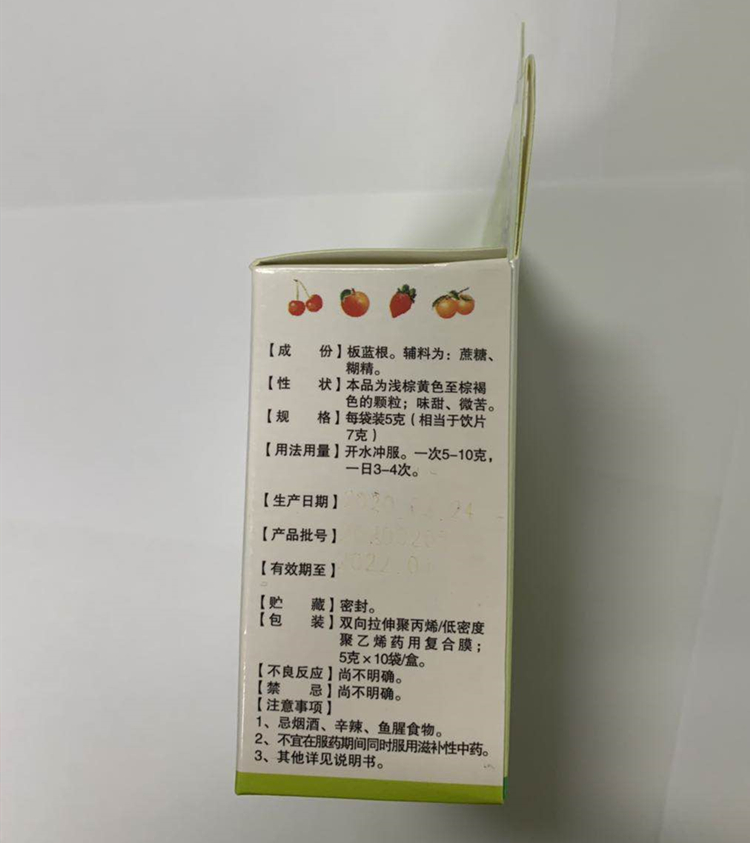 【成　份】板蓝根。辅料为：蔗糖、
糊精。
【性　状】本品为浅棕黄色至棕褐
色的颗粒；味甜、微苦。
【规　格】每袋装5克（相当于饮片
7克）
【用法用量】开水冲服。一次5-10克，
一日3-4次。
【生产日期】
【产品批号】
【有效期至】
【贮　藏】密封。
【包　装】双向拉伸聚丙烯/低密度
聚乙烯药用复合膜；
5克×10袋/盒。
【不良反应】尚不明确。
【禁　忌】尚不明确。
【注意事项】
1、忌烟酒、辛辣、鱼腥食物。
2、不宜在服药期间同时服用滋补性中药。
3、其他详见说明书。